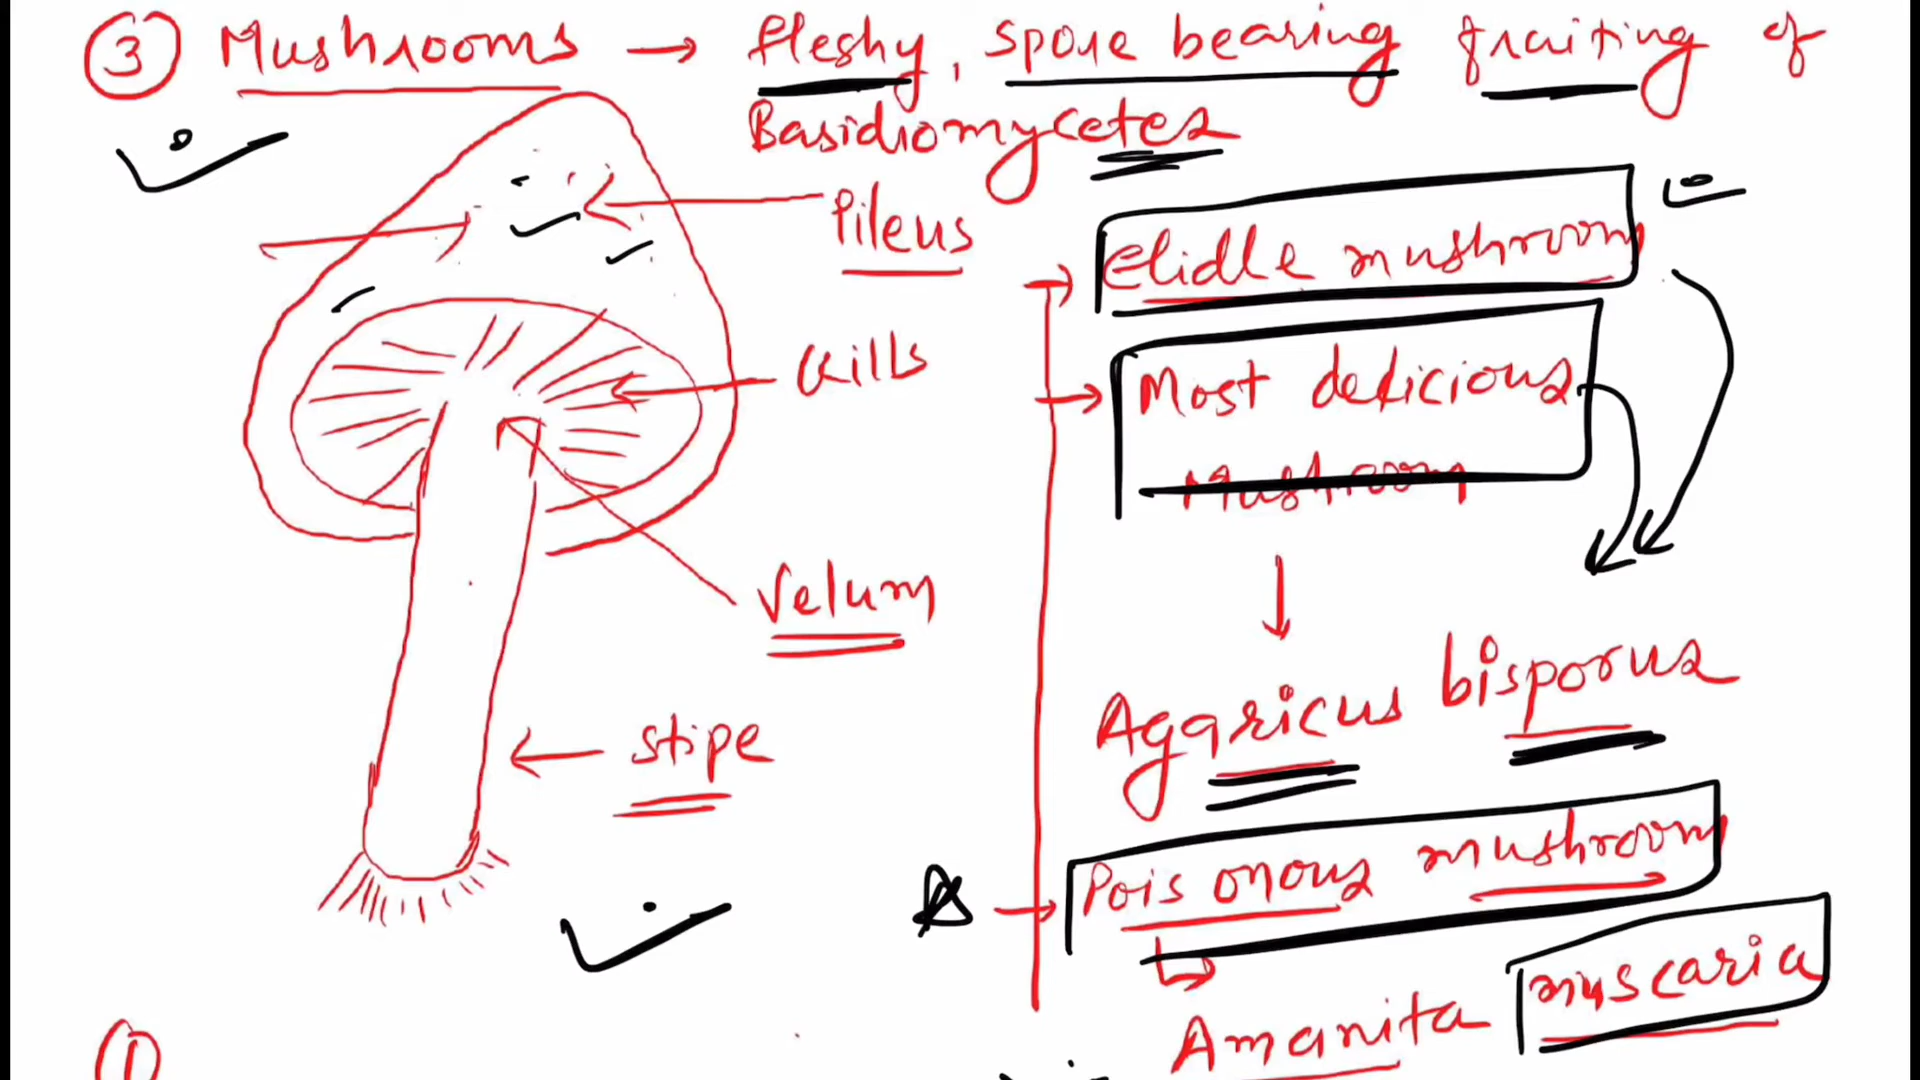 3 Mushrooms → fleshy, spore bearing fruiting of
Basidiomycetes
Pileus
Gills
Velum
stipe
edible mushroom
Most delicious
Mushroom
Agaricus bisporus
Poisonous mushroom
Amanita muscaria
1